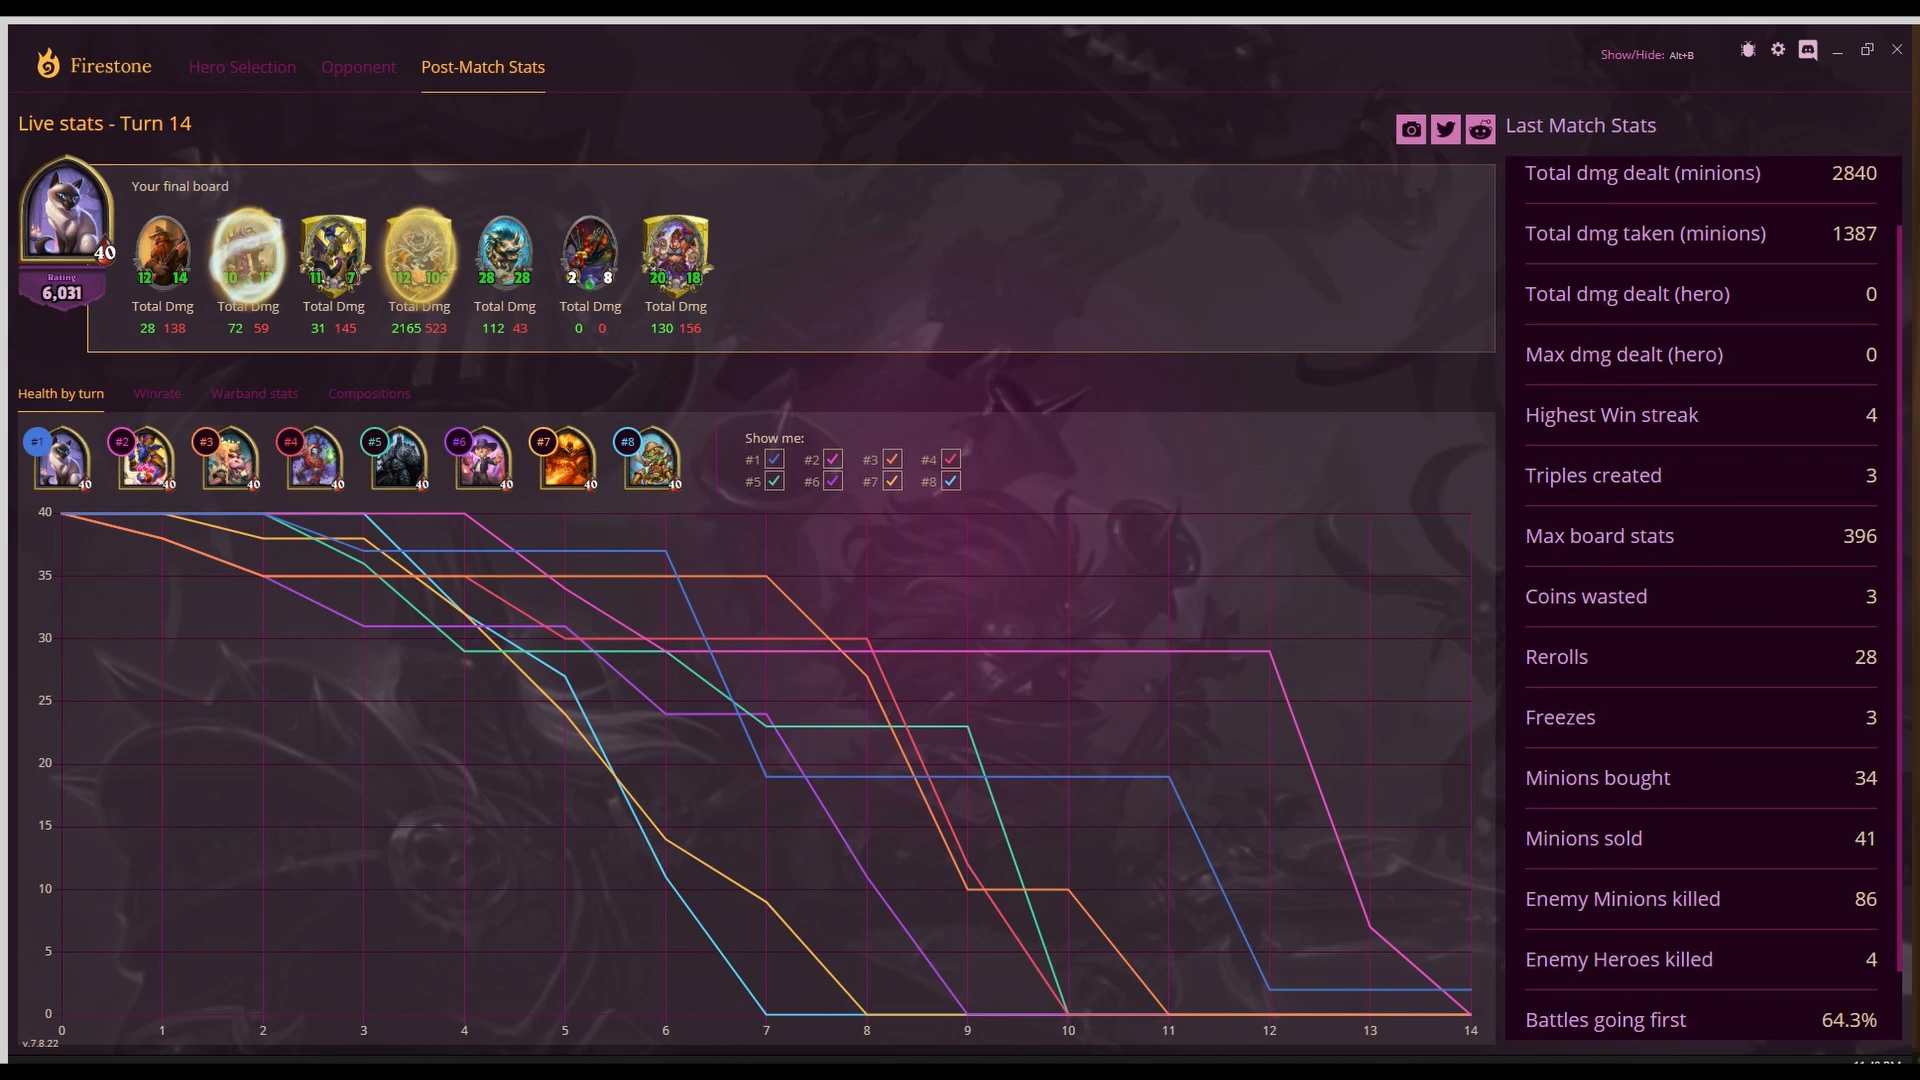 Firestone Hero Selection Opponent Post-Match Stats Show/Hide: Alt+B
Live stats - Turn 14
Your final board
40
Rating
6,031
12 14 10 13 11 7 112 106 28 28 2 8 20 18
Total Dmg Total Dmg Total Dmg Total Dmg Total Dmg Total Dmg Total Dmg
28 138 72 59 31 145 2165 523 112 43 0 0 130 156
Health by turn Winrate Warband stats Compositions
#1 #2 #3 #4 #5 #6 #7 #8
40 40 40 40 40 40 40 40
Show me:
#1 #2 #3 #4
#5 #6 #7 #8
40
35
30
25
20
15
10
5
0
0 1 2 3 4 5 6 7 8 9 10 11 12 13 14
v.7.8.22
Last Match Stats
Total dmg dealt (minions) 2840
Total dmg taken (minions) 1387
Total dmg dealt (hero) 0
Max dmg dealt (hero) 0
Highest Win streak 4
Triples created 3
Max board stats 396
Coins wasted 3
Rerolls 28
Freezes 3
Minions bought 34
Minions sold 41
Enemy Minions killed 86
Enemy Heroes killed 4
Battles going first 64.3%